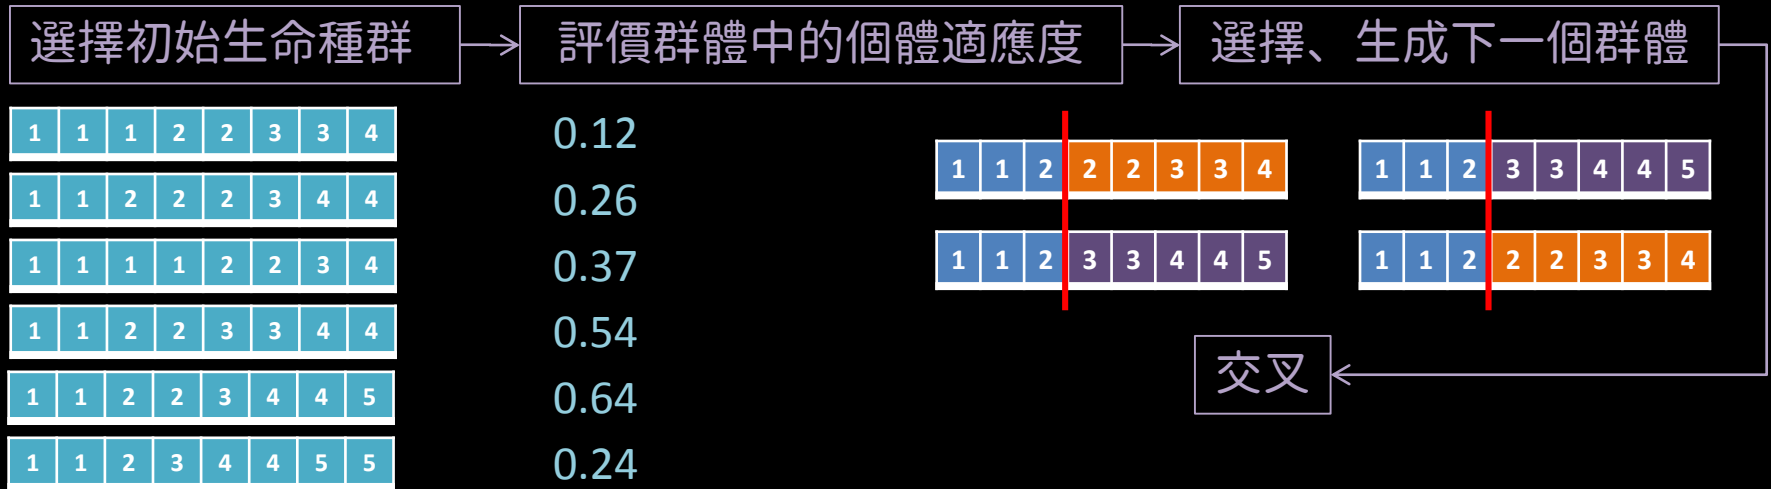 選擇初始生命種群
評價群體中的個體適應度
選擇、生成下一個群體
1 1 1 2 2 3 3 4
0.12
1 1 2 2 2 3 4 4
0.26
1 1 1 1 2 2 3 4
0.37
1 1 2 2 3 3 4 4
0.54
1 1 2 2 3 4 4 5
0.64
1 1 2 3 4 4 5 5
0.24
1 1 2 2 2 3 3 4
1 1 2 3 3 4 4 5
1 1 2 3 3 4 4 5
1 1 2 2 2 3 3 4
交叉